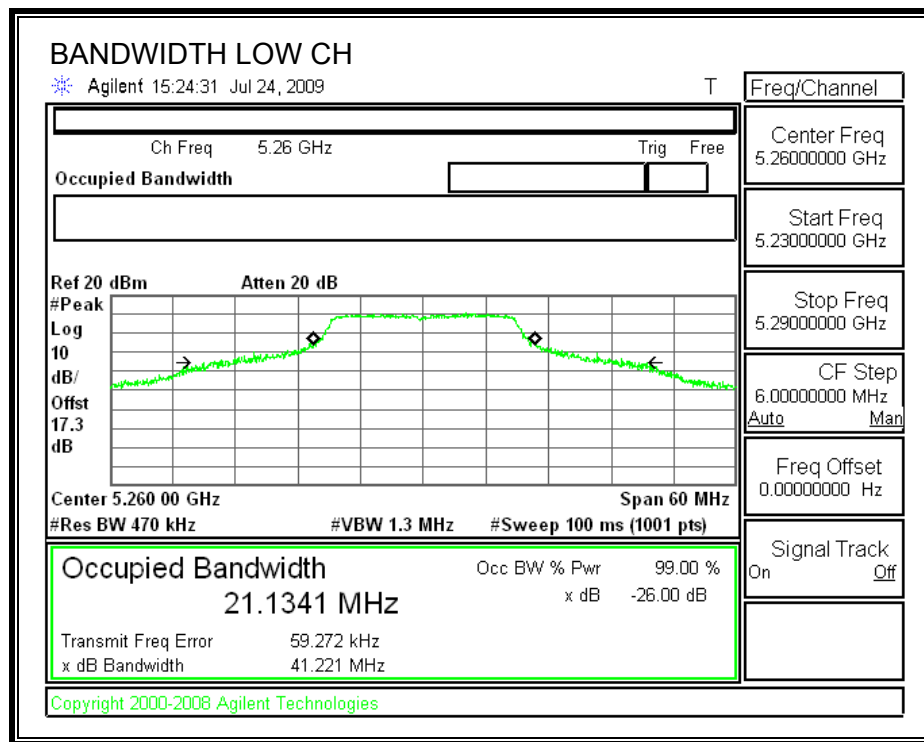 BANDWIDTH LOW CH
Agilent 15:24:31 Jul 24, 2009 T
Freq/Channel
Ch Freq 5.26 GHz Trig Free
Occupied Bandwidth
Center Freq
5.26000000 GHz
Start Freq
5.23000000 GHz
Stop Freq
5.29000000 GHz
CF Step
6.00000000 MHz
Auto Man
Freq Offset
0.00000000 Hz
Signal Track
On Off
Ref 20 dBm Atten 20 dB
#Peak
Log
10
dB/
Offst
17.3
dB
Center 5.260 00 GHz Span 60 MHz
#Res BW 470 kHz #VBW 1.3 MHz #Sweep 100 ms (1001 pts)
Occupied Bandwidth Occ BW % Pwr 99.00 %
21.1341 MHz x dB -26.00 dB
Transmit Freq Error 59.272 kHz
x dB Bandwidth 41.221 MHz
Copyright 2000-2008 Agilent Technologies